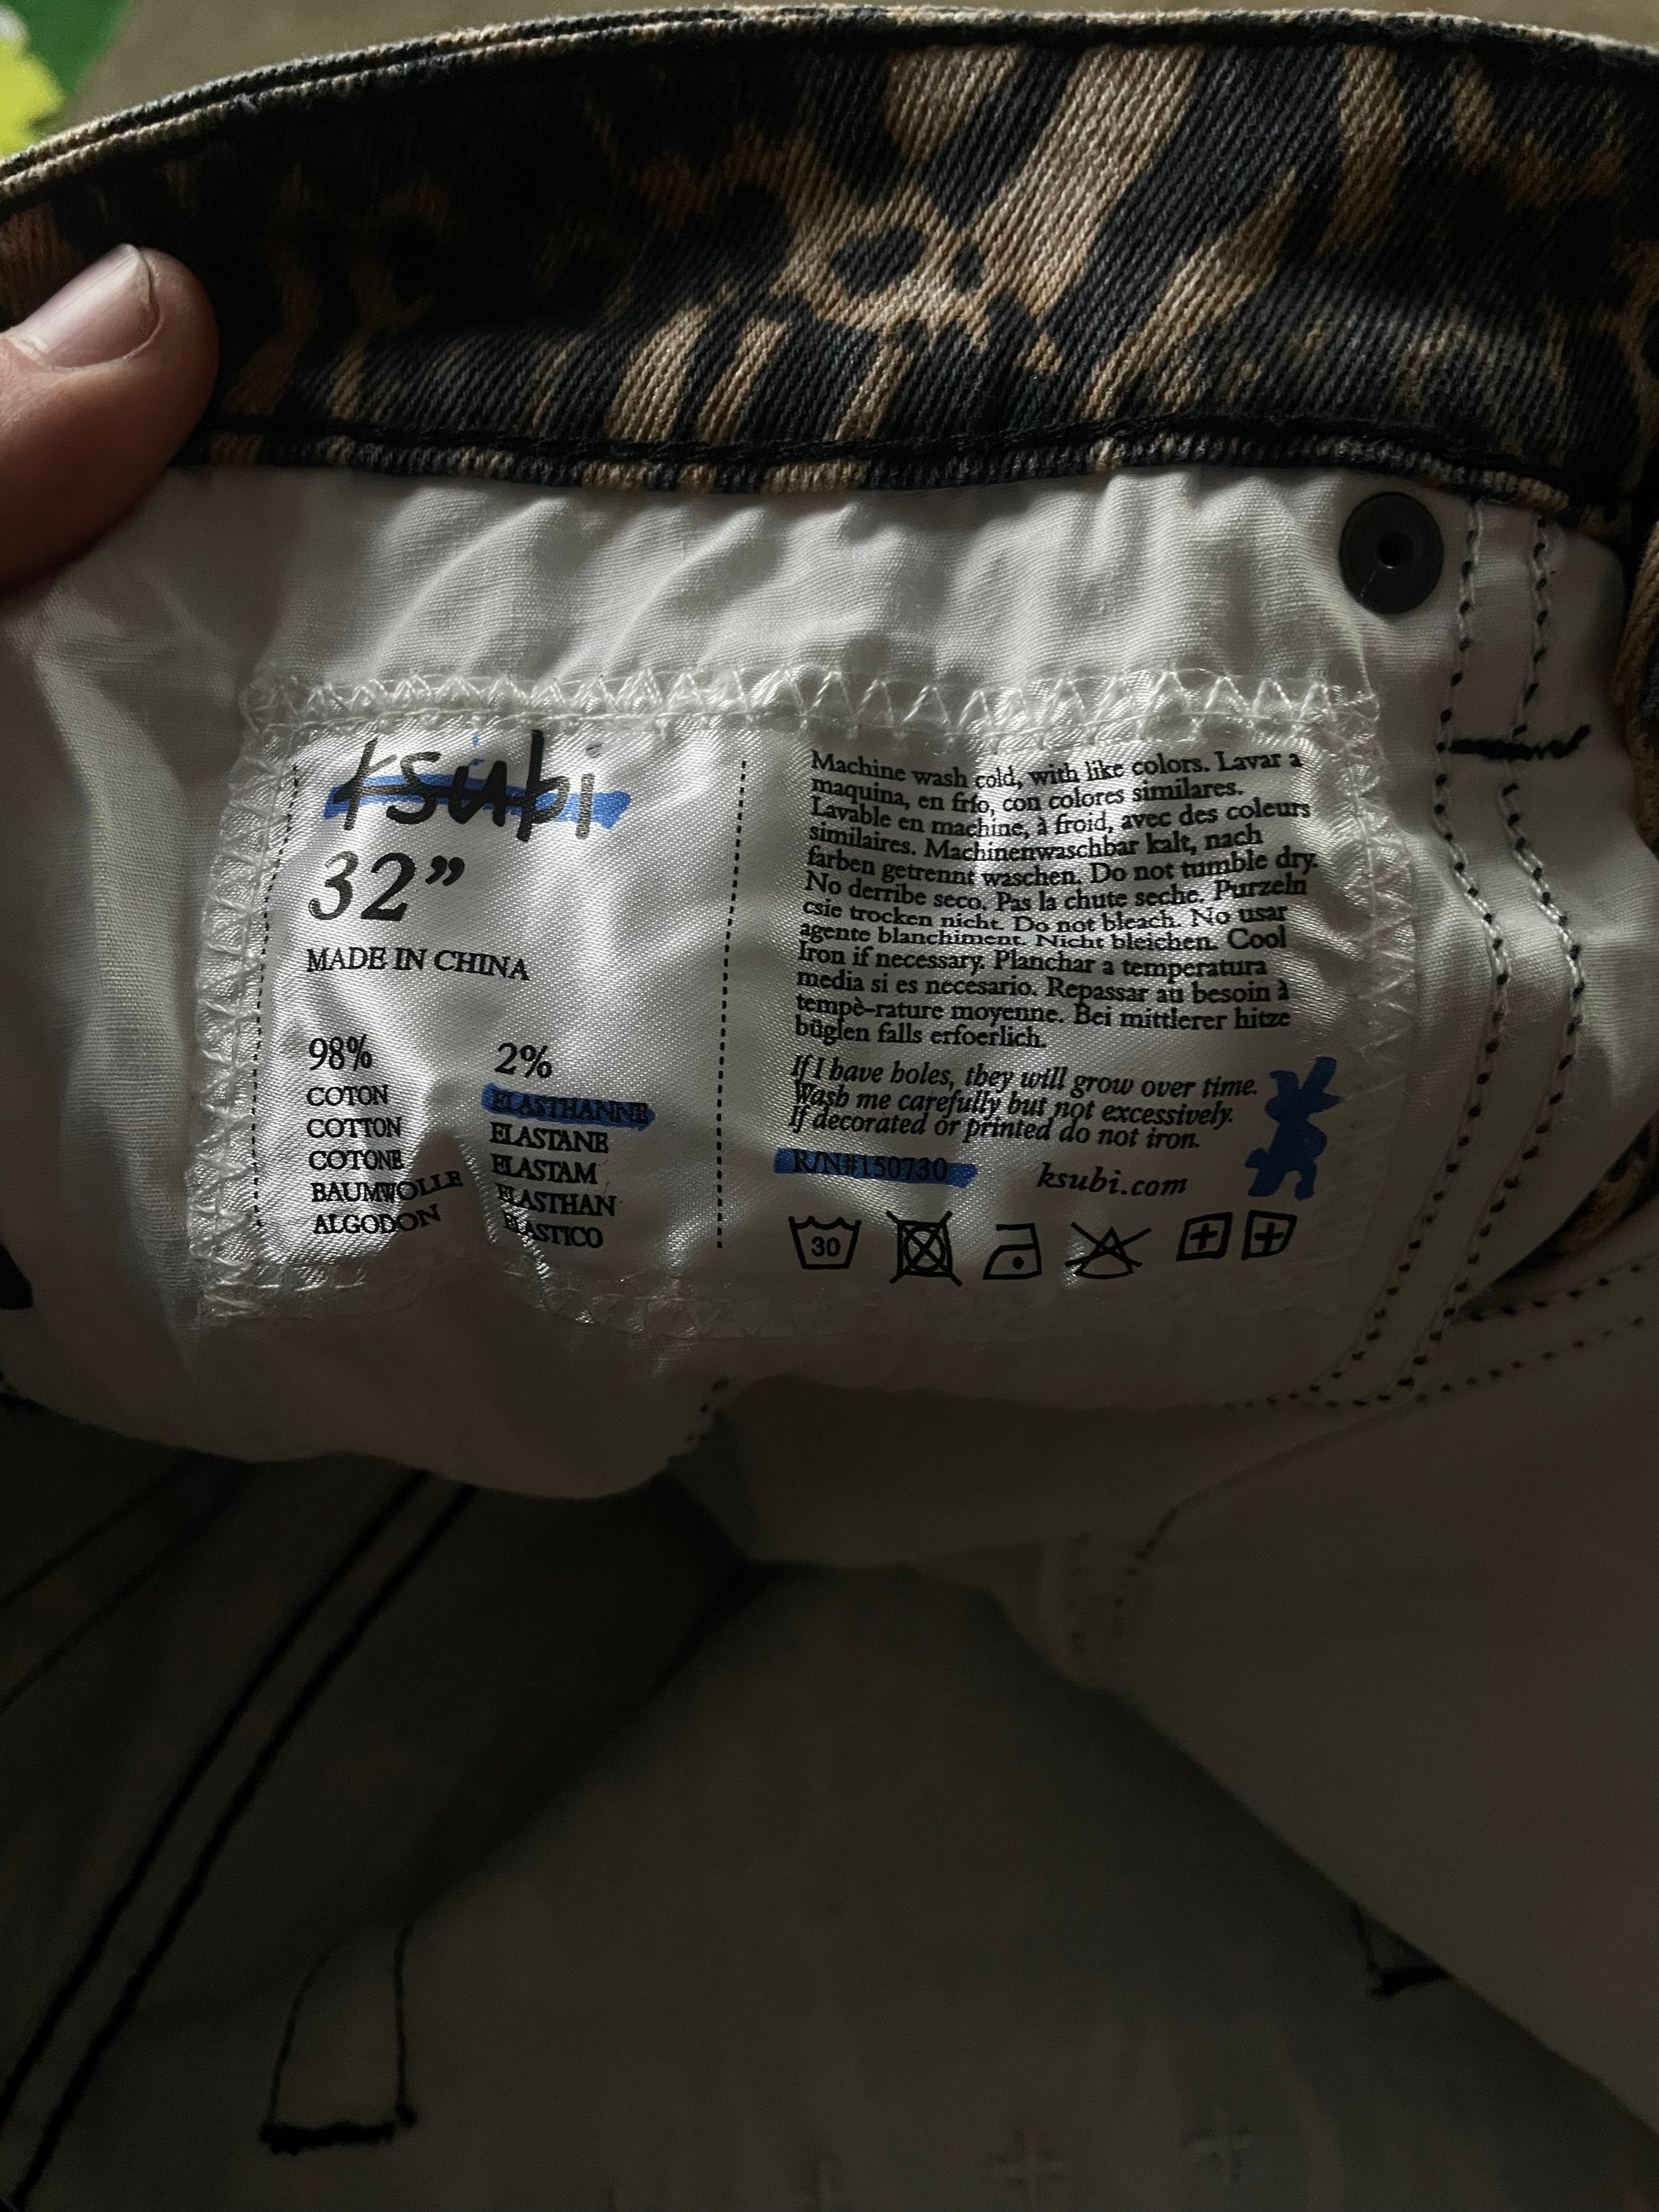 ksubi
32”
MADE IN CHINA
98%
COTON
COTTON
COTONE
BAUMWOLLE
ALGODON
2%
ELASTHANNE
ELASTANE
ELASTAM
ELASTHAN
ELASTICO
Machine wash cold, with like colors. Lavar a
maquina, en frío, con colores similares.
Lavable en machine, à froid, avec des coleurs
similaires. Machinenwaschbar kalt, nach
farben getrennt waschen. Do not tumble dry.
No derribe seco. Pas la chute seche. Purzeln
csie trocken nicht. Do not bleach. No usar
agente blanchiment. Nicht bleichen. Cool
Iron if necessary. Planchar a temperatura
media si es necesario. Repassar au besoin à
tempè-rature moyenne. Bei mittlerer hitze
büglen falls erfoerlich.
If I have holes, they will grow over time.
Wash me carefully but not excessively.
If decorated or printed do not iron.
R/N#150730
ksubi.com
30